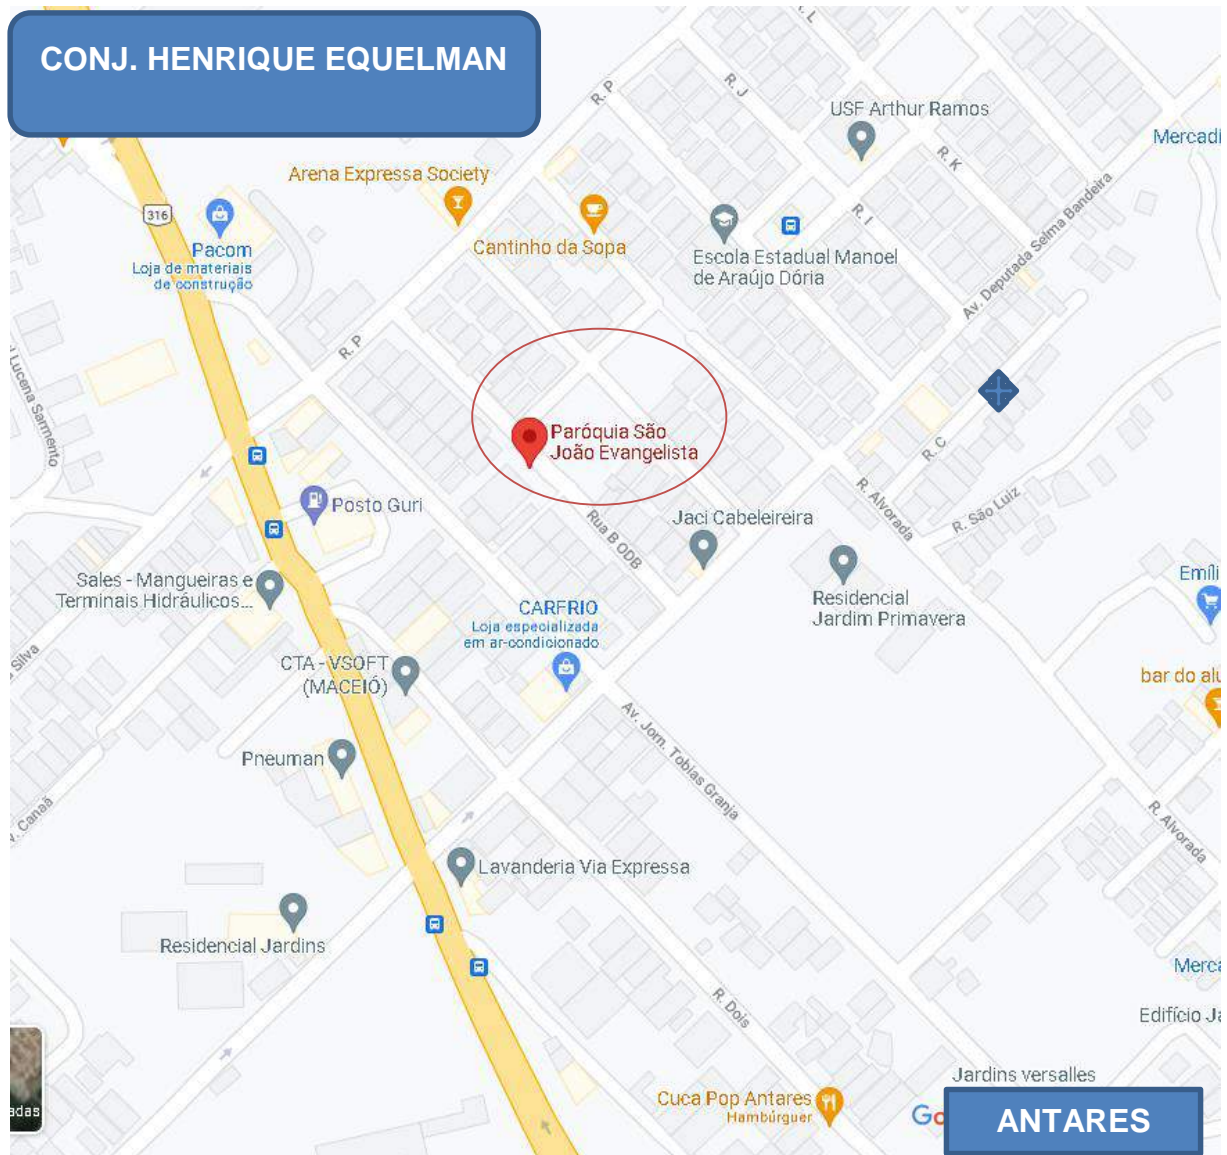 CONJ. HENRIQUE EQUELMAN
R. L
R. P
R. J
USF Arthur Ramos
Mercadi
R. K
Arena Expressa Society
316
Pacom
Loja de materiais
de construção
Cantinho da Sopa
R. I
Escola Estadual Manoel
de Araújo Dória
Av. Deputada Selma Bandeira
R. P
Lucena Sarmento
Paróquia São
João Evangelista
R. C
R. Alvorada
R. São Luiz
Posto Guri
Jaci Cabeleireira
Rua B ODB
Sales - Mangueiras e
Terminais Hidráulicos...
CARFRIO
Loja especializada
em ar-condicionado
Residencial
Jardim Primavera
Emíli
Silva
CTA - VSOFT
(MACEIÓ)
bar do alu
Av. Jorn. Tobias Granja
Pneuman
. Canaã
R. Alvorada
Lavanderia Via Expressa
Residencial Jardins
Merca
R. Dois
Edifício Ja
Jardins versalles
adas
Cuca Pop Antares
Hambúrguer
Go
ANTARES